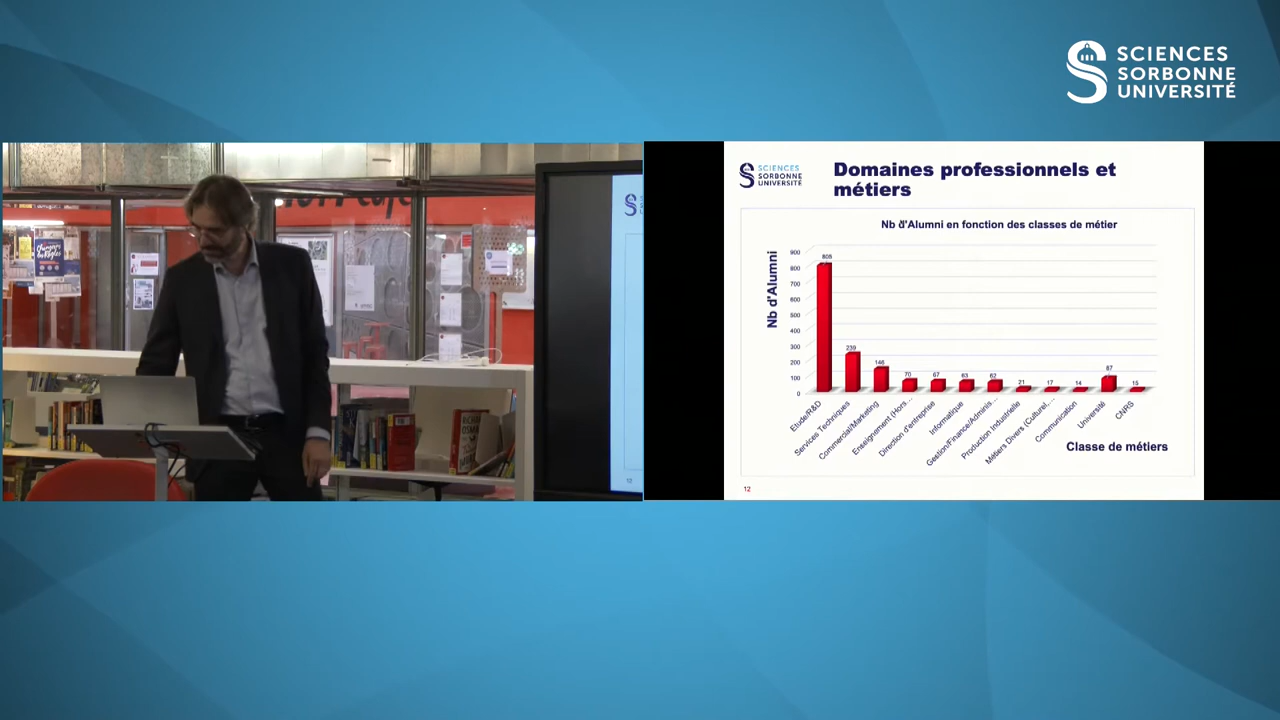 SCIENCES
SORBONNE
UNIVERSITÉ
SCIENCES
SORBONNE
UNIVERSITÉ
Domaines professionnels et
métiers
Nb d'Alumni en fonction des classes de métier
Nb d'Alumni
900
800
700
600
500
400
300
200
100
0
809
239
146
70
67
63
62
21
17
14
87
15
Etude/R&D
Services Techniques
Commercial/Marketing
Enseignement (Hors...
Direction d'entreprise
Informatique
Gestion/Finance/Adminis...
Production Industrielle
Métiers Divers (Culturel,...
Communication
Université
CNRS
Classe de métiers
12
12